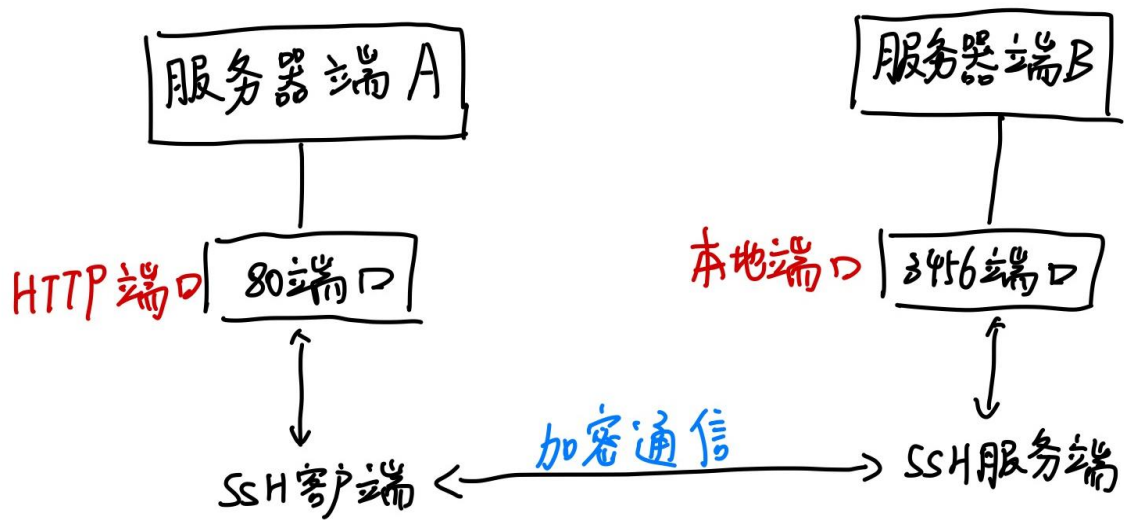 服务器端 A
服务器端B
HTTP端口
80端口
本地端口
3456端口
加密通信
SSH客户端
SSH服务端